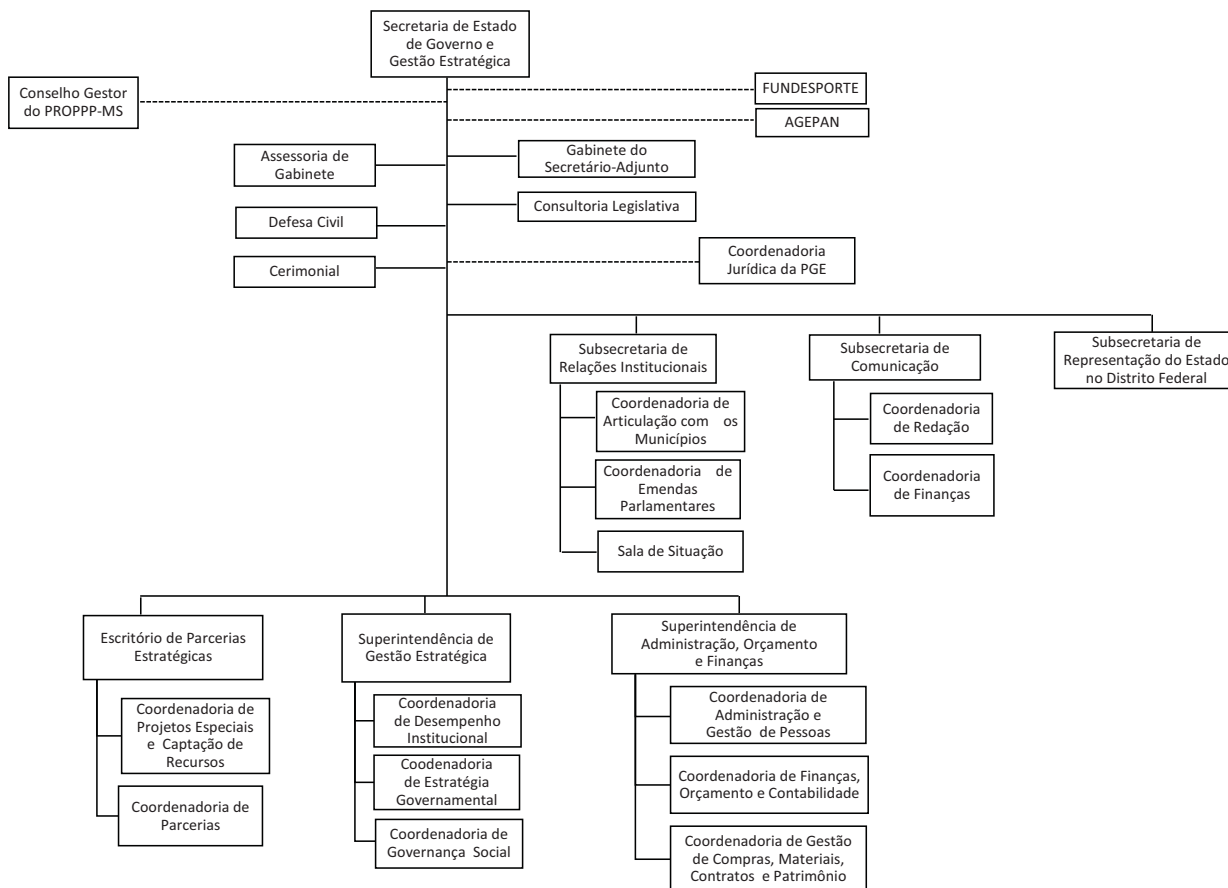 Secretaria de Estado
de Governo e
Gestão Estratégica
Conselho Gestor
do PROPPP-MS
FUNDESPORTE
AGEPAN
Assessoria de
Gabinete
Gabinete do
Secretário-Adjunto
Defesa Civil
Consultoria Legislativa
Cerimonial
Coordenadoria
Jurídica da PGE
Subsecretaria de
Relações Institucionais
Subsecretaria de
Comunicação
Subsecretaria de
Representação do Estado
no Distrito Federal
Coordenadoria de
Articulação com os
Municípios
Coordenadoria de
Emendas
Parlamentares
Sala de Situação
Coordenadoria
de Redação
Coordenadoria
de Finanças
Escritório de Parcerias
Estratégicas
Superintendência de
Gestão Estratégica
Superintendência de
Administração, Orçamento
e Finanças
Coordenadoria de
Projetos Especiais
e Captação de
Recursos
Coordenadoria de
Parcerias
Coordenadoria
de Desempenho
Institucional
Coodenadoria
de Estratégia
Governamental
Coordenadoria de
Governança Social
Coordenadoria de
Administração e
Gestão de Pessoas
Coordenadoria de Finanças,
Orçamento e Contabilidade
Coordenadoria de Gestão
de Compras, Materiais,
Contratos e Patrimônio